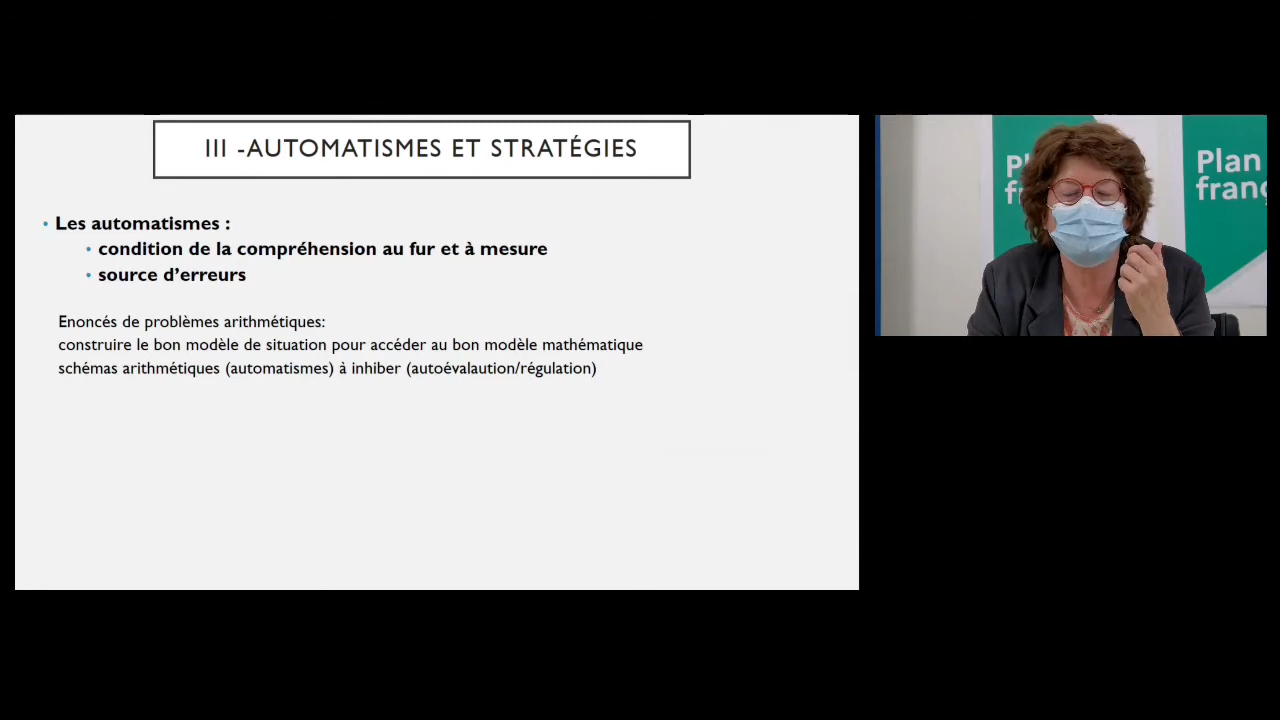 III -AUTOMATISMES ET STRATÉGIES
• Les automatismes :
• condition de la compréhension au fur et à mesure
• source d'erreurs
Enoncés de problèmes arithmétiques:
construire le bon modèle de situation pour accéder au bon modèle mathématique
schémas arithmétiques (automatismes) à inhiber (autoévalaution/régulation)
Plan
franç